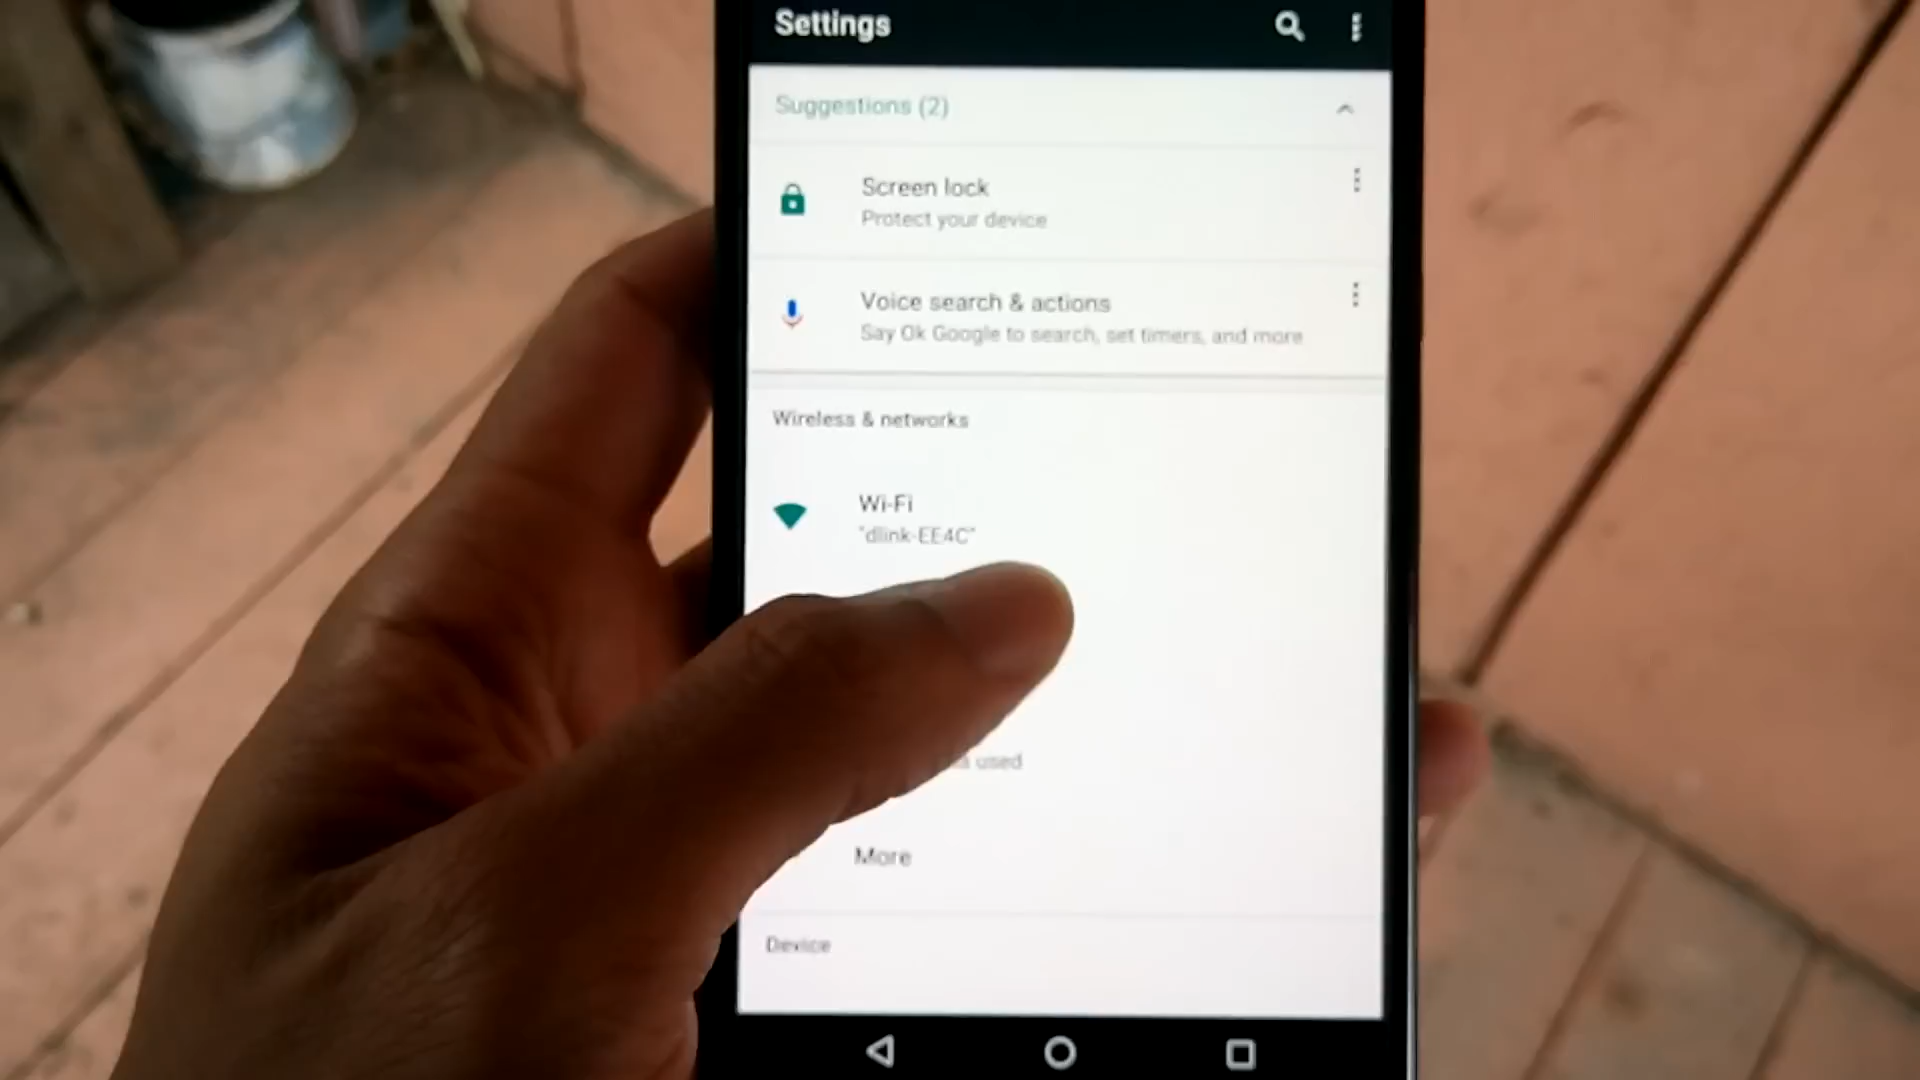 Settings
Suggestions (2)
Screen lock
Protect your device
Voice search & actions
Say Ok Google to search, set timers, and more
Wireless & networks
Wi-Fi
"dlink-EE4C"
used
More
Device